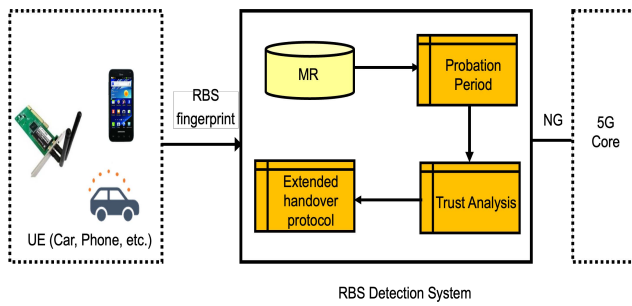 UE (Car, Phone, etc.)
RBS
fingerprint
MR
Probation
Period
Trust Analysis
Extended
handover
protocol
NG
5G
Core
RBS Detection System